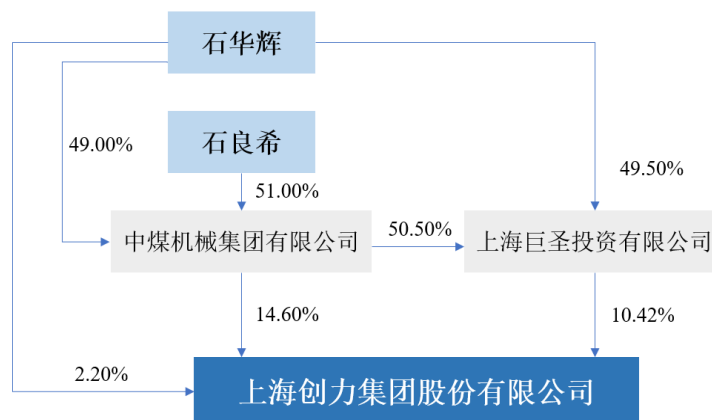 石华辉
石良希
49.00%
51.00%
49.50%
中煤机械集团有限公司
50.50%
上海巨圣投资有限公司
14.60%
10.42%
2.20%
上海创力集团股份有限公司